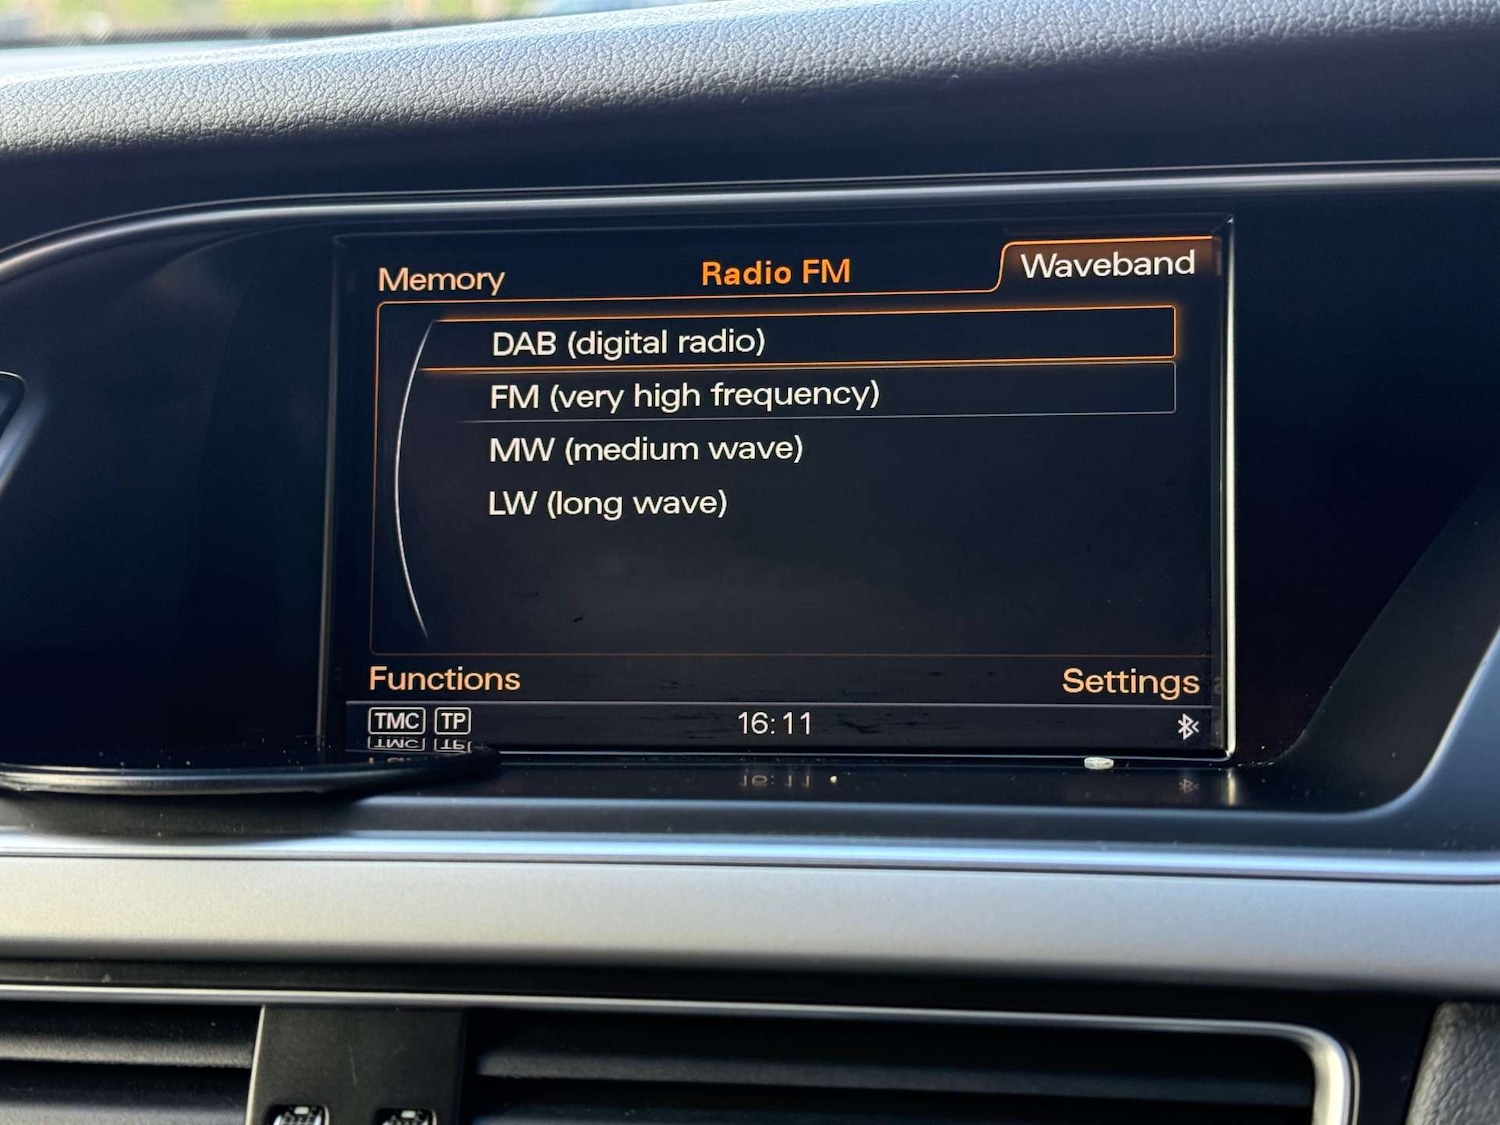 Memory Radio FM Waveband
DAB (digital radio)
FM (very high frequency)
MW (medium wave)
LW (long wave)
Functions Settings
TMC TP 16:11